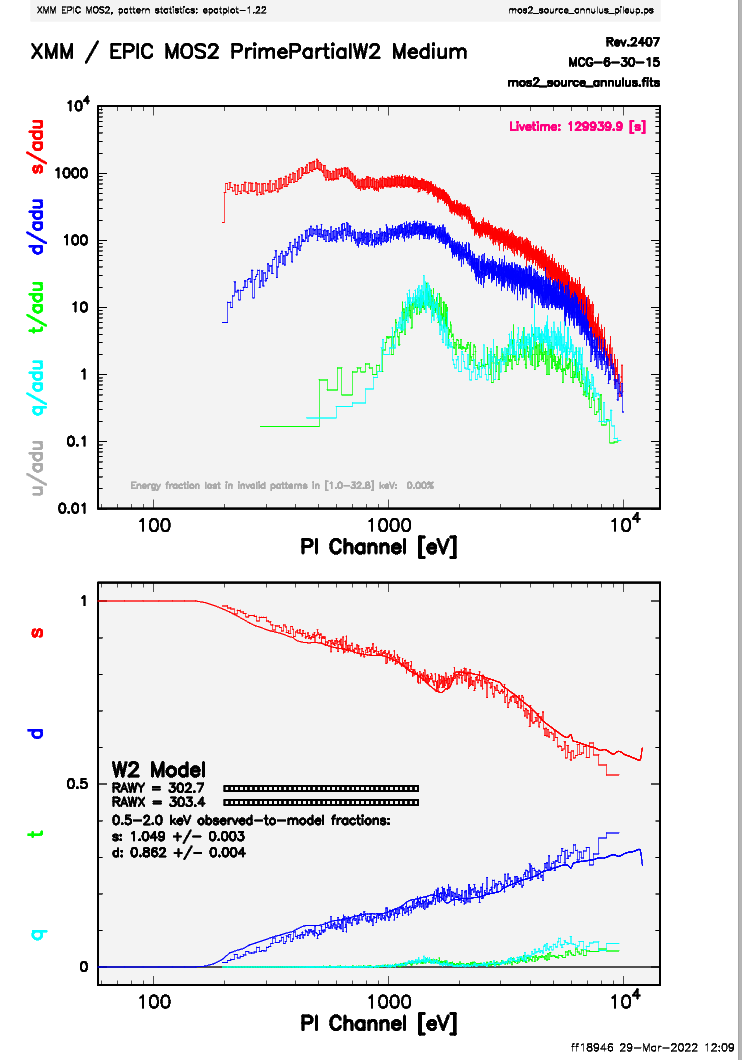 XMM EPIC MOS2, pattern statistics: epatplot-1.22
mos2_source_annulus_pileup.ps
XMM / EPIC MOS2 PrimePartialW2 Medium
Rev.2407
MCG-6-30-15
mos2_source_annulus.fits
Livetime: 129939.9 [s]
u/adu q/adu t/adu d/adu s/adu
10^4
1000
100
10
1
0.1
0.01
Energy fraction lost in invalid patterns in [1.0-32.8] keV: 0.00%
100 1000 10^4
PI Channel [eV]
q t d s
1
0.5
0
W2 Model
RAWY = 302.7
RAWX = 303.4
0.5-2.0 keV observed-to-model fractions:
s: 1.049 +/- 0.003
d: 0.862 +/- 0.004
100 1000 10^4
PI Channel [eV]
ff18946 29-Mar-2022 12:09